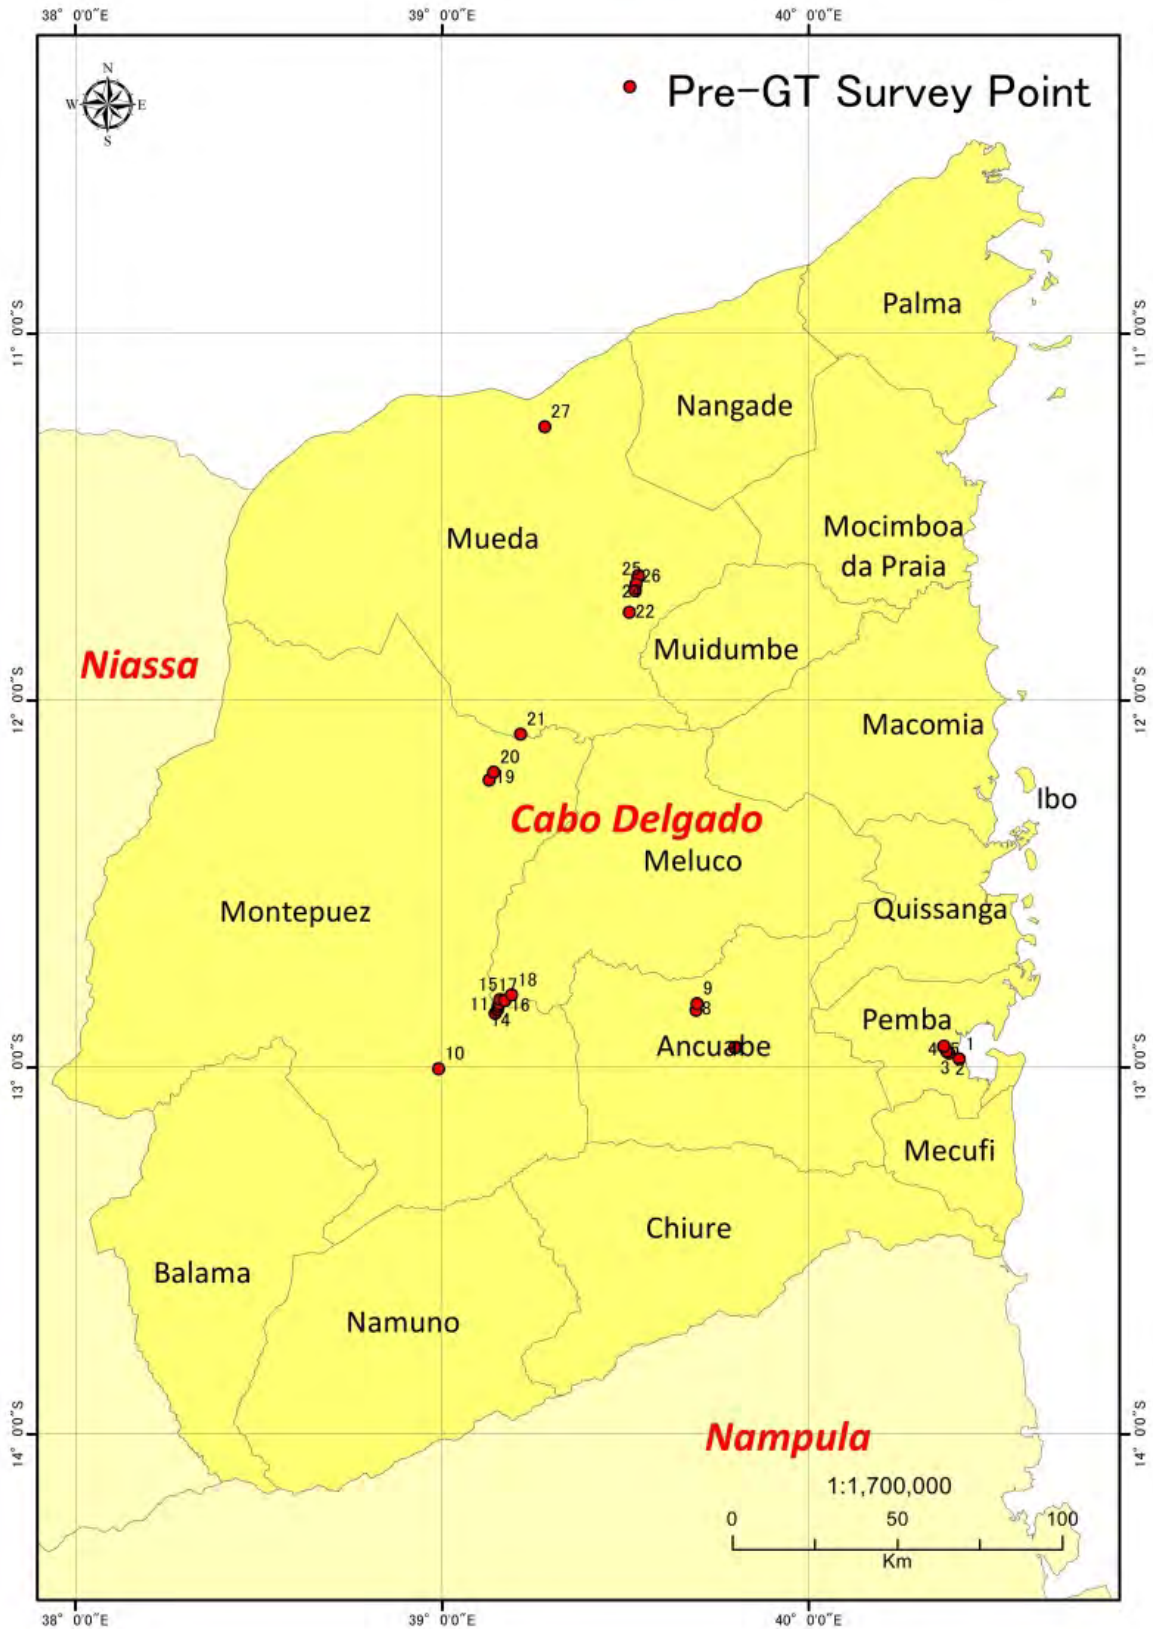 38° 0'0"E 39° 0'0"E 40° 0'0"E
N
W E
S
Pre-GT Survey Point
Palma
11° 0'0"S 11° 0'0"S
Nangade
27
Mueda
Mocimboa
da Praia
25 26
22
Muidumbe
Niassa
12° 0'0"S 12° 0'0"S
21
Macomia
20
19
Ibo
Cabo Delgado
Meluco
Montepuez
Quissanga
15 17 18
11 16
14
9
8
Pemba
Ancuabe
4 5 1
3 2
10
13° 0'0"S 13° 0'0"S
Mecufi
Chiure
Balama
Namuno
14° 0'0"S 14° 0'0"S
Nampula
1:1,700,000
0 50 100
Km
38° 0'0"E 39° 0'0"E 40° 0'0"E